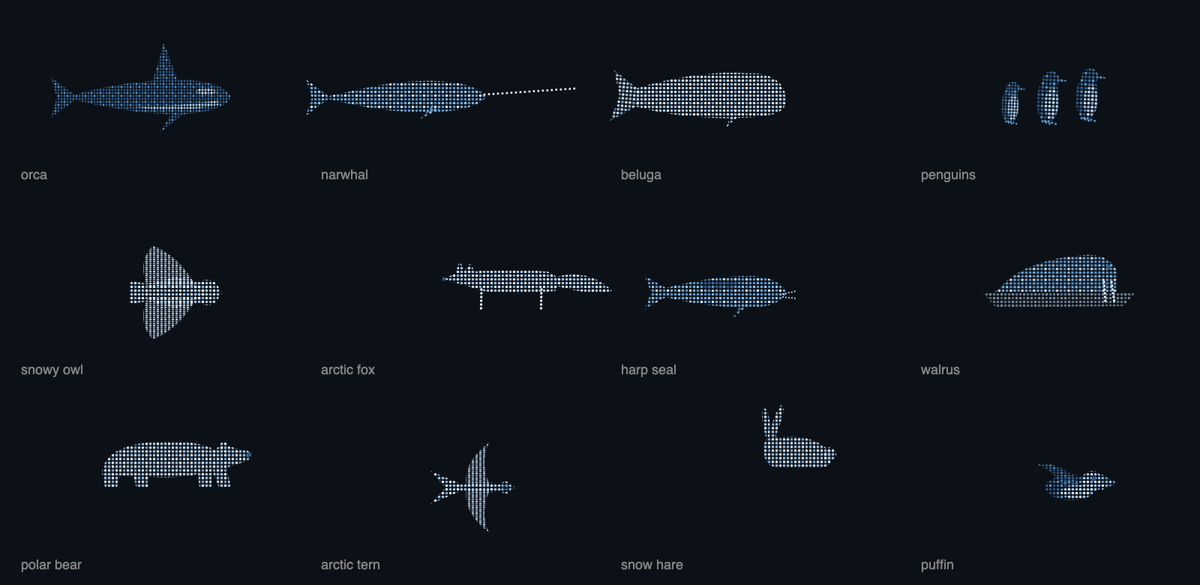 orca
narwhal
beluga
penguins
snowy owl
arctic fox
harp seal
walrus
polar bear
arctic tern
snow hare
puffin